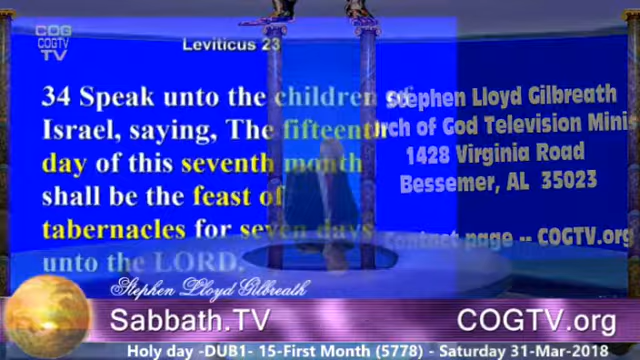 COG
COGTV
TV
Leviticus 23
34 Speak unto the children of
Israel, saying, The fifteenth
day of this seventh month
shall be the feast of
tabernacles for seven days
unto the LORD.
Stephen Lloyd Gilbreath
rch of God Television Minis
1428 Virginia Road
Bessemer, AL 35023
Contact page -- COGTV.org
Stephen Lloyd Gilbreath
Sabbath.TV
COGTV.org
Holy day -DUB1- 15-First Month (5778) - Saturday 31-Mar-2018